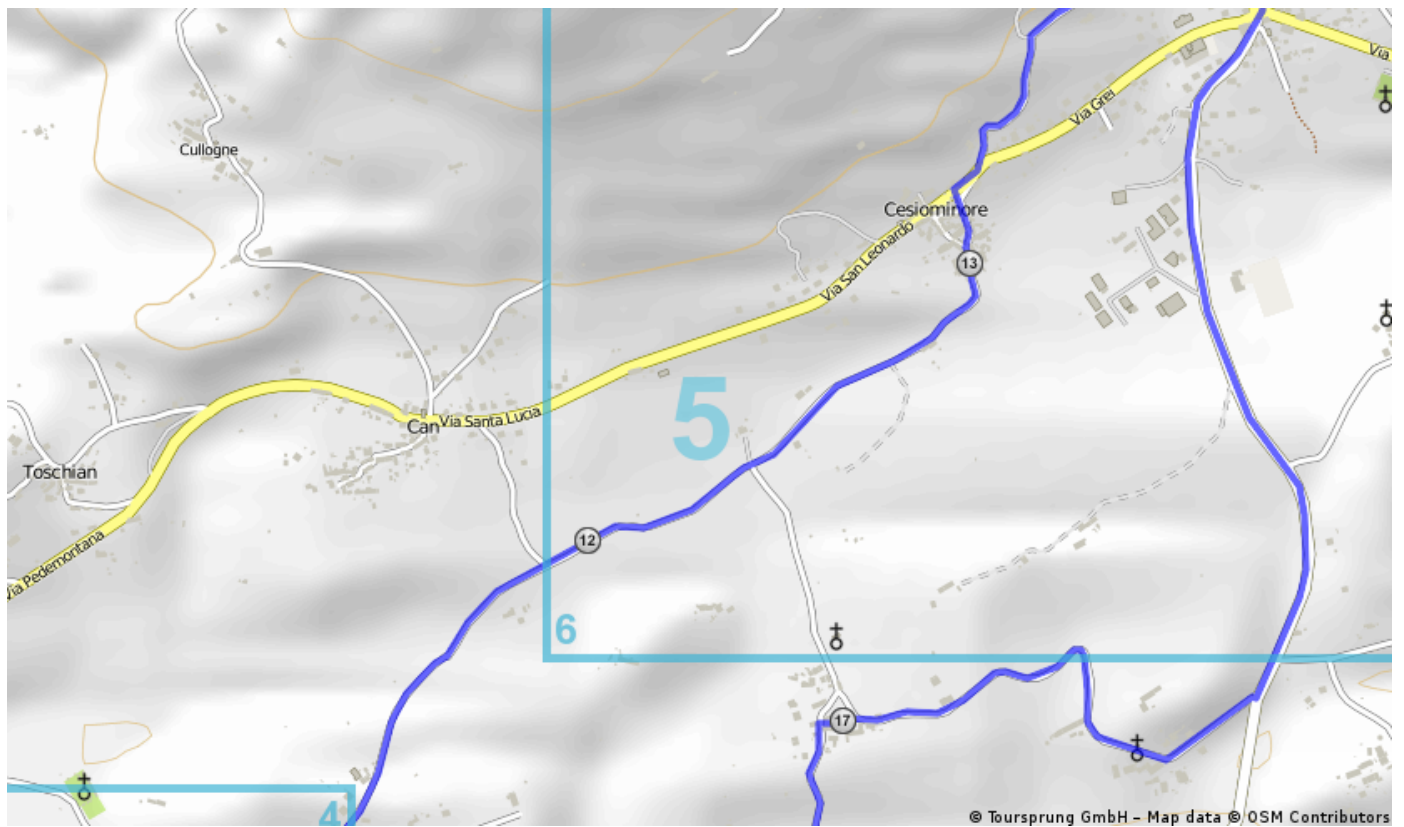 Via
Via Grei
Cullogne
Cesiominore
Via San Leonardo
13
5
Can
Via Santa Lucia
Toschian
12
Via Pedemontana
6
17
4
© Toursprung GmbH – Map data © OSM Contributors